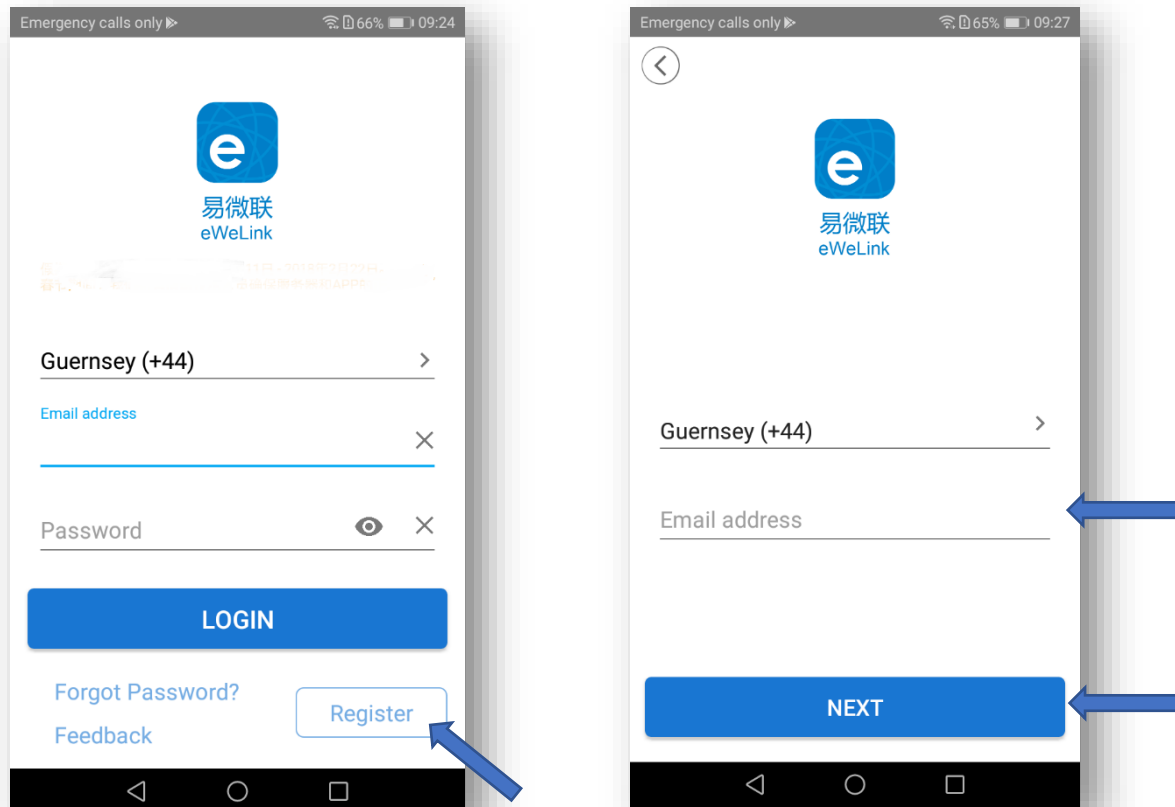 Emergency calls only 66% 09:24
e
易微联
eWeLink
Guernsey (+44)
Email address
Password
LOGIN
Forgot Password?
Register
Feedback
Emergency calls only 65% 09:27
e
易微联
eWeLink
Guernsey (+44)
Email address
NEXT